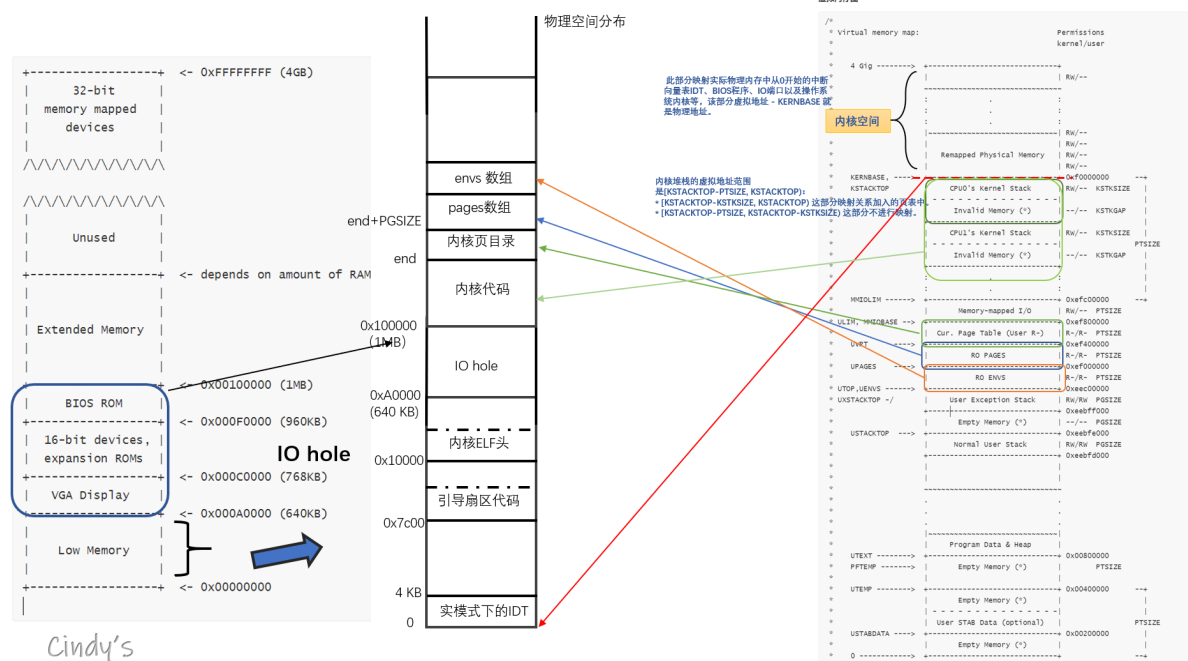 +------------------+ <- 0xFFFFFFFF (4GB)
| 32-bit |
| memory mapped |
| devices |
| |
/\/\/\/\/\/\/\/\/\/\
/\/\/\/\/\/\/\/\/\/\
| |
| Unused |
| |
+------------------+ <- depends on amount of RAM
| |
| Extended Memory |
| |
+------------------+ <- 0x00100000 (1MB)
| BIOS ROM |
+------------------+ <- 0x000F0000 (960KB)
| 16-bit devices, |
| expansion ROMs |
+------------------+ <- 0x000C0000 (768KB)
| VGA Display |
+------------------+ <- 0x000A0000 (640KB)
| |
| Low Memory |
| |
+------------------+ <- 0x00000000
IO hole
Cindy's
物理空间分布
envs 数组
pages数组
end+PGSIZE
内核页目录
end
内核代码
0x100000
(1MB)
IO hole
0xA0000
(640 KB)
内核ELF头
0x10000
引导扇区代码
0x7c00
4 KB
实模式下的IDT
0
此部分映射实际物理内存中从0开始的中断
向量表IDT、BIOS程序、IO端口以及操作系
统内核等，该部分虚拟地址 - KERNBASE 就
是物理地址。
内核空间
内核堆栈的虚拟地址范围
是[KSTACKTOP-PTSIZE, KSTACKTOP):
* [KSTACKTOP-KSTKSIZE, KSTACKTOP) 这部分映射关系加入的页表中
* [KSTACKTOP-PTSIZE, KSTACKTOP-KSTKSIZE) 这部分不进行映射。
/*
* Virtual memory map: Permissions
* kernel/user
*
* 4 Gig --------> +------------------------------+
* | | RW/--
* ~~~~~~~~~~~~~~~~~~~~~~~~~~~~~~~~
* : . :
* : . :
* : . :
* |~~~~~~~~~~~~~~~~~~~~~~~~~~~~~~| RW/--
* | | RW/--
* | Remapped Physical Memory | RW/--
* | | RW/--
* KERNBASE, ----> +------------------------------+ 0xf0000000 --+
* KSTACKTOP | CPU0's Kernel Stack | RW/-- KSTKSIZE |
* | - - - - - - - - - - - - - - -|
* | Invalid Memory (*) | --/-- KSTKGAP |
* +------------------------------+ |
* | CPU1's Kernel Stack | RW/-- KSTKSIZE |
* | - - - - - - - - - - - - - - -| PTSIZE
* | Invalid Memory (*) | --/-- KSTKGAP |
* +------------------------------+ |
* : . : |
* : . : |
* MMIOLIM ------> +------------------------------+ 0xefc00000 --+
* | Memory-mapped I/O | RW/-- PTSIZE
* ULIM, MMIOBASE --> +------------------------------+ 0xef800000
* | Cur. Page Table (User R-) | R-/R- PTSIZE
* UVPT ----> +------------------------------+ 0xef400000
* | RO PAGES | R-/R- PTSIZE
* UPAGES ----> +------------------------------+ 0xef000000
* | RO ENVS | R-/R- PTSIZE
* UTOP,UENVS ------> +------------------------------+ 0xeec00000
* UXSTACKTOP -/ | User Exception Stack | RW/RW PGSIZE
* +------------------------------+ 0xeebff000
* | Empty Memory (*) | --/-- PGSIZE
* USTACKTOP ---> +------------------------------+ 0xeebfe000
* | Normal User Stack | RW/RW PGSIZE
* +------------------------------+ 0xeebfd000
* | |
* | |
* ~~~~~~~~~~~~~~~~~~~~~~~~~~~~~~~~
* . .
* . .
* . .
* |~~~~~~~~~~~~~~~~~~~~~~~~~~~~~~|
* | Program Data & Heap |
* UTEXT --------> +------------------------------+ 0x00800000
* PFTEMP -------> | Empty Memory (*) | PTSIZE
* | |
* UTEMP --------> +------------------------------+ 0x00400000 --+
* | Empty Memory (*) | |
* | - - - - - - - - - - - - - - -| |
* | User STAB Data (optional) | PTSIZE
* USTABDATA ----> +------------------------------+ 0x00200000 |
* | Empty Memory (*) | |
* 0 ------------> +------------------------------+ --+